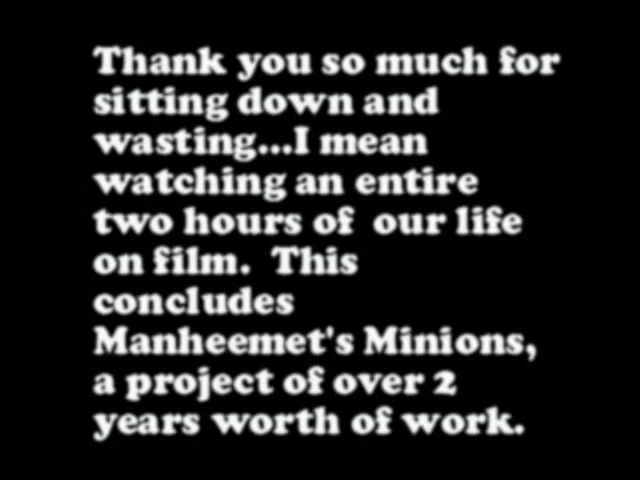 Thank you so much for
sitting down and
wasting...I mean
watching an entire
two hours of  our life
on film.  This
concludes
Manheemet's Minions,
a project of over 2
years worth of work.